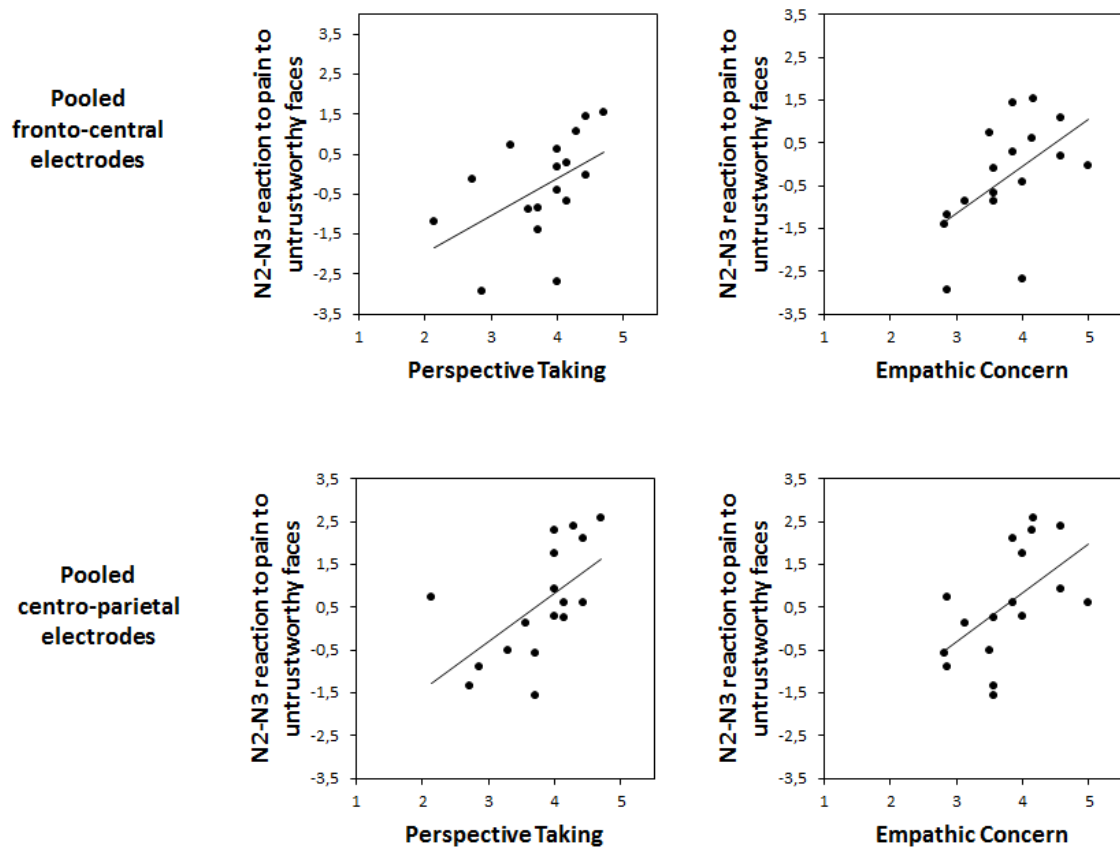 Pooled
fronto-central
electrodes
N2-N3 reaction to pain to
untrustworthy faces
3,5
2,5
1,5
0,5
-0,5
-1,5
-2,5
-3,5
1 2 3 4 5
Perspective Taking
N2-N3 reaction to pain to
untrustworthy faces
3,5
2,5
1,5
0,5
-0,5
-1,5
-2,5
-3,5
1 2 3 4 5
Empathic Concern
Pooled
centro-parietal
electrodes
N2-N3 reaction to pain to
untrustworthy faces
3,5
2,5
1,5
0,5
-0,5
-1,5
-2,5
-3,5
1 2 3 4 5
Perspective Taking
N2-N3 reaction to pain to
untrustworthy faces
3,5
2,5
1,5
0,5
-0,5
-1,5
-2,5
-3,5
1 2 3 4 5
Empathic Concern